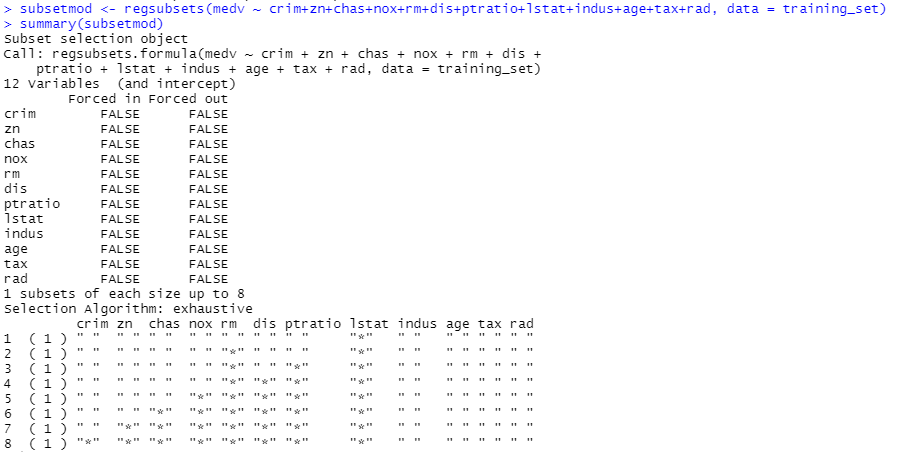 > subsetmod <- regsubsets(medv ~ crim+zn+chas+nox+rm+dis+ptratio+lstat+indus+age+tax+rad, data = training_set)
> summary(subsetmod)
Subset selection object
Call: regsubsets.formula(medv ~ crim + zn + chas + nox + rm + dis +
    ptratio + lstat + indus + age + tax + rad, data = training_set)
12 Variables  (and intercept)
        Forced in Forced out
crim        FALSE      FALSE
zn          FALSE      FALSE
chas        FALSE      FALSE
nox         FALSE      FALSE
rm          FALSE      FALSE
dis         FALSE      FALSE
ptratio     FALSE      FALSE
lstat       FALSE      FALSE
indus       FALSE      FALSE
age         FALSE      FALSE
tax         FALSE      FALSE
rad         FALSE      FALSE
1 subsets of each size up to 8
Selection Algorithm: exhaustive
         crim zn  chas nox rm  dis ptratio lstat indus age tax rad
1  ( 1 ) " "  " " " "  " " " " " " " "     "*"   " "   " " " " " "
2  ( 1 ) " "  " " " "  " " "*" " " " "     "*"   " "   " " " " " "
3  ( 1 ) " "  " " " "  " " "*" " " "*"     "*"   " "   " " " " " "
4  ( 1 ) " "  " " " "  " " "*" "*" "*"     "*"   " "   " " " " " "
5  ( 1 ) " "  " " " "  "*" "*" "*" "*"     "*"   " "   " " " " " "
6  ( 1 ) " "  " " "*"  "*" "*" "*" "*"     "*"   " "   " " " " " "
7  ( 1 ) " "  "*" "*"  "*" "*" "*" "*"     "*"   " "   " " " " " "
8  ( 1 ) "*"  "*" "*"  "*" "*" "*" "*"     "*"   " "   " " " " " "